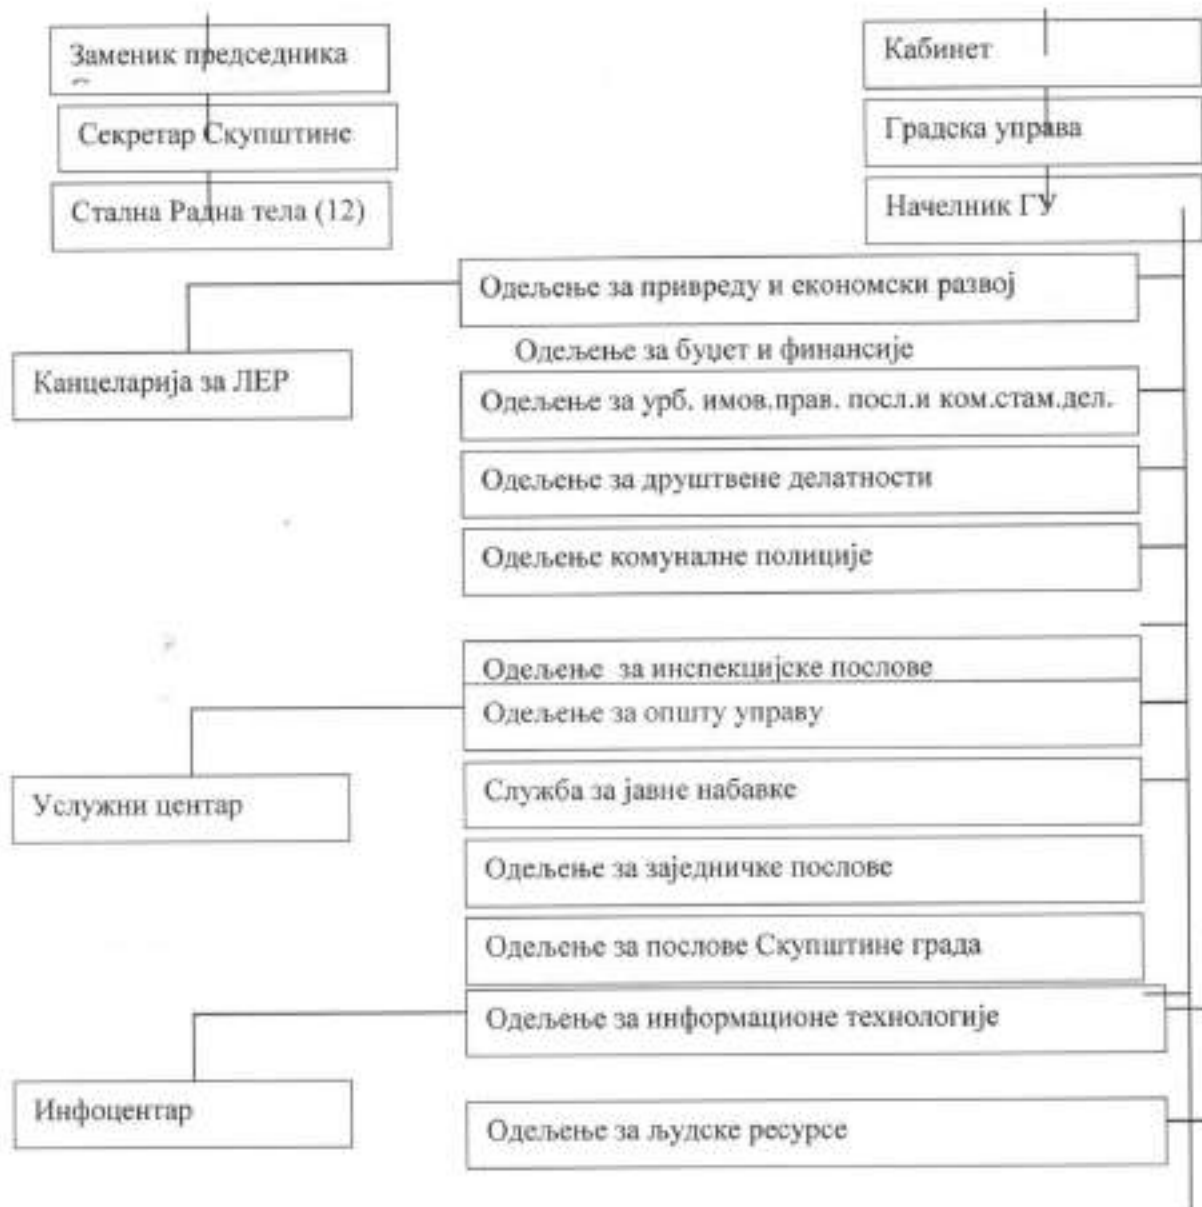 Заменик председника
Секретар Скупштине
Стална Радна тела (12)
Кабинет
Градска управа
Начелник ГУ
Одељење за привреду и економски развој
Одељење за буџет и финансије
Канцеларија за ЛЕР
Одељење за урб. имов.прав. посл.и ком.стам.дел.
Одељење за друштвене делатности
Одељење комуналне полиције
Одељење за инспекцијске послове
Одељење за општу управу
Услужни центар
Служба за јавне набавке
Одељење за заједничке послове
Одељење за послове Скупштине града
Одељење за информационе технологије
Инфоцентар
Одељење за људске ресурсе